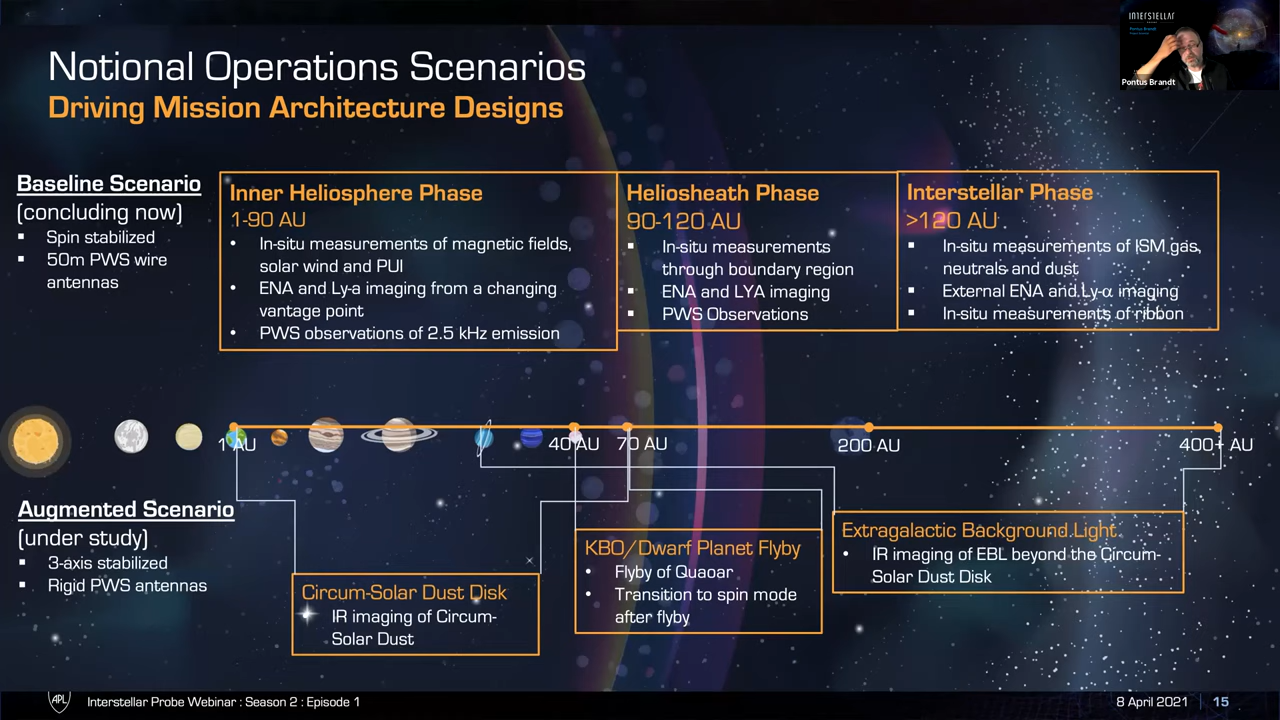 INTERSTELLAR
Pontus Brandt
Notional Operations Scenarios
Driving Mission Architecture Designs
Baseline Scenario
(concluding now)
▪ Spin stabilized
▪ 50m PWS wire
antennas
Inner Heliosphere Phase
1-90 AU
• In-situ measurements of magnetic fields,
solar wind and PUI
• ENA and Ly-a imaging from a changing
vantage point
• PWS observations of 2.5 kHz emission
Heliosheath Phase
90-120 AU
▪ In-situ measurements
through boundary region
▪ ENA and LYA imaging
▪ PWS Observations
Interstellar Phase
>120 AU
▪ In-situ measurements of ISM gas,
neutrals and dust
▪ External ENA and Ly-α imaging
▪ In-situ measurements of ribbon
1 AU
40 AU
70 AU
200 AU
400+ AU
Augmented Scenario
(under study)
▪ 3-axis stabilized
▪ Rigid PWS antennas
Circum-Solar Dust Disk
IR imaging of Circum-
Solar Dust
KBO/Dwarf Planet Flyby
• Flyby of Quaoar
• Transition to spin mode
after flyby
Extragalactic Background Light
• IR imaging of EBL beyond the Circum-
Solar Dust Disk
APL
Interstellar Probe Webinar : Season 2 : Episode 1
8 April 2021
15